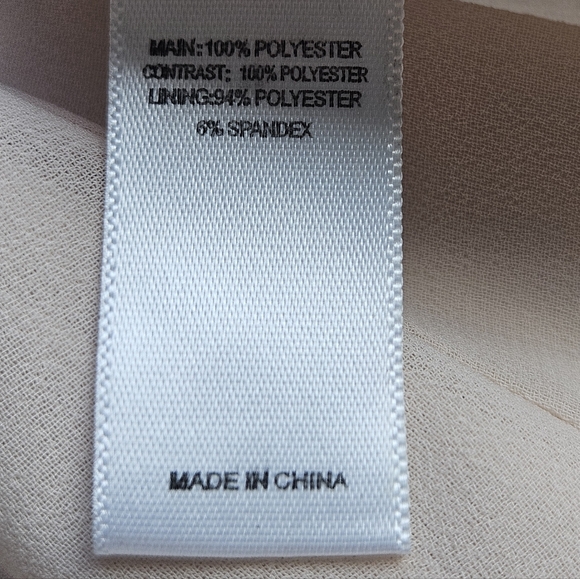 MAIN:100% POLYESTER
CONTRAST: 100% POLYESTER
LINING:94% POLYESTER
6% SPANDEX
MADE IN CHINA